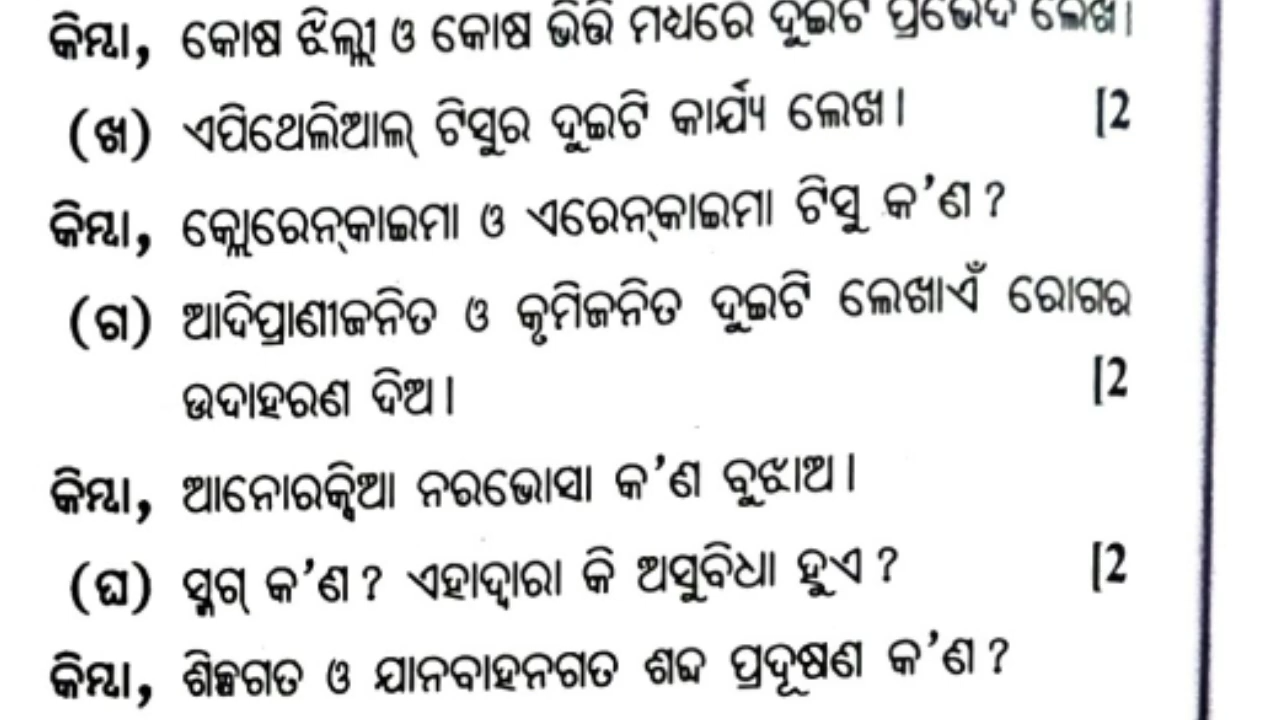 କିମ୍ବା, କୋଷ ଝିଲ୍ଲୀ ଓ କୋଷ ଭିତ୍ତି ମଧ୍ୟରେ ଦୁଇଟି ପ୍ରଭେଦ ଲେଖ।
(ଖ) ଏପିଥେଲିଆଲ୍ ଟିସୁର ଦୁଇଟି କାର୍ଯ୍ୟ ଲେଖ। [2
କିମ୍ବା, କ୍ଲୋରେନ୍‌କାଇମା ଓ ଏରେନ୍‌କାଇମା ଟିସୁ କ'ଣ ?
(ଗ) ଆଦିପ୍ରାଣୀଜନିତ ଓ କୃମିଜନିତ ଦୁଇଟି ଲେଖାଏଁ ରୋଗର
ଉଦାହରଣ ଦିଅ। [2
କିମ୍ବା, ଆନୋରକ୍ସିଆ ନରଭୋସା କ'ଣ ବୁଝାଅ।
(ଘ) ସ୍ମଗ୍ କ'ଣ ? ଏହାଦ୍ୱାରା କି ଅସୁବିଧା ହୁଏ ? [2
କିମ୍ବା, ଶିଳ୍ପଗତ ଓ ଯାନବାହନଗତ ଶବ୍ଦ ପ୍ରଦୂଷଣ କ'ଣ ?